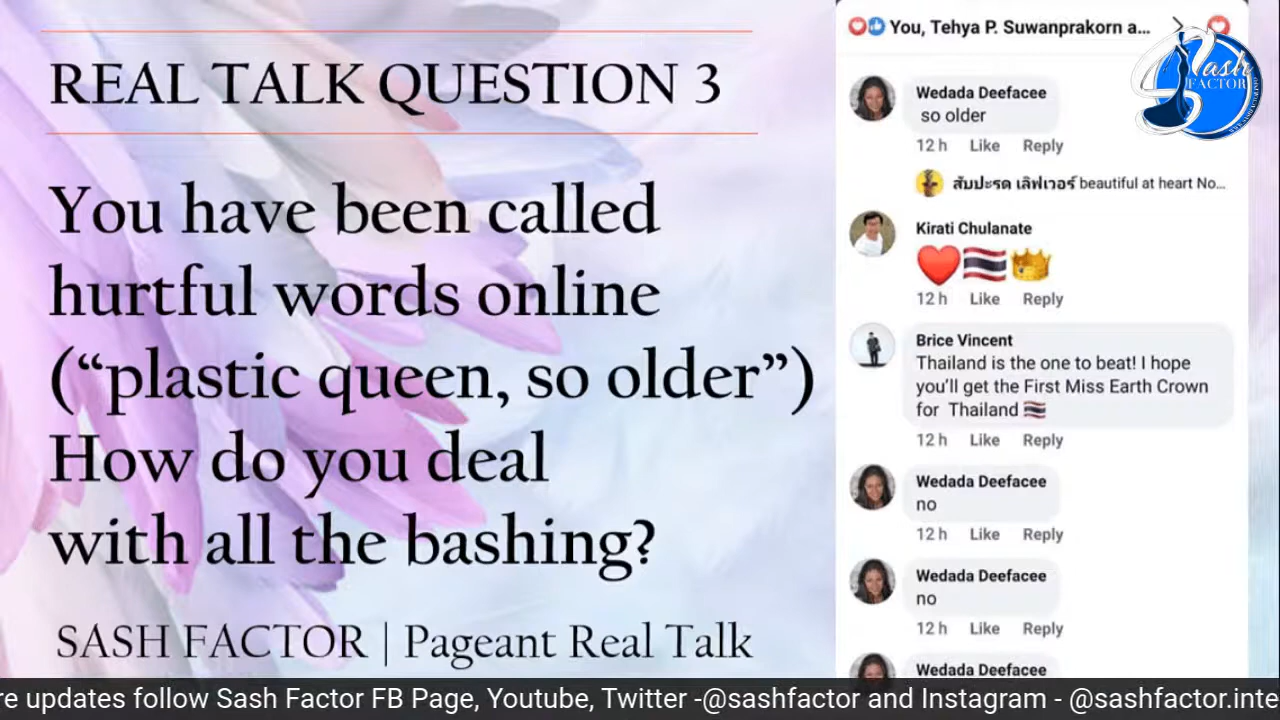 REAL TALK QUESTION 3
You have been called
hurtful words online
(“plastic queen, so older”)
How do you deal
with all the bashing?
SASH FACTOR | Pageant Real Talk
You, Tehya P. Suwanprakorn a...
Sash
FACTOR
Wedada Deefacee
so older
12 h Like Reply
สับปะรด เลิฟเวอร์ beautiful at heart No...
Kirati Chulanate
❤️🇹🇭👑
12 h Like Reply
Brice Vincent
Thailand is the one to beat! I hope
you’ll get the First Miss Earth Crown
for Thailand 🇹🇭
12 h Like Reply
Wedada Deefacee
no
12 h Like Reply
Wedada Deefacee
no
12 h Like Reply
Wedada Deefacee
re updates follow Sash Factor FB Page, Youtube, Twitter -@sashfactor and Instagram - @sashfactor.inte